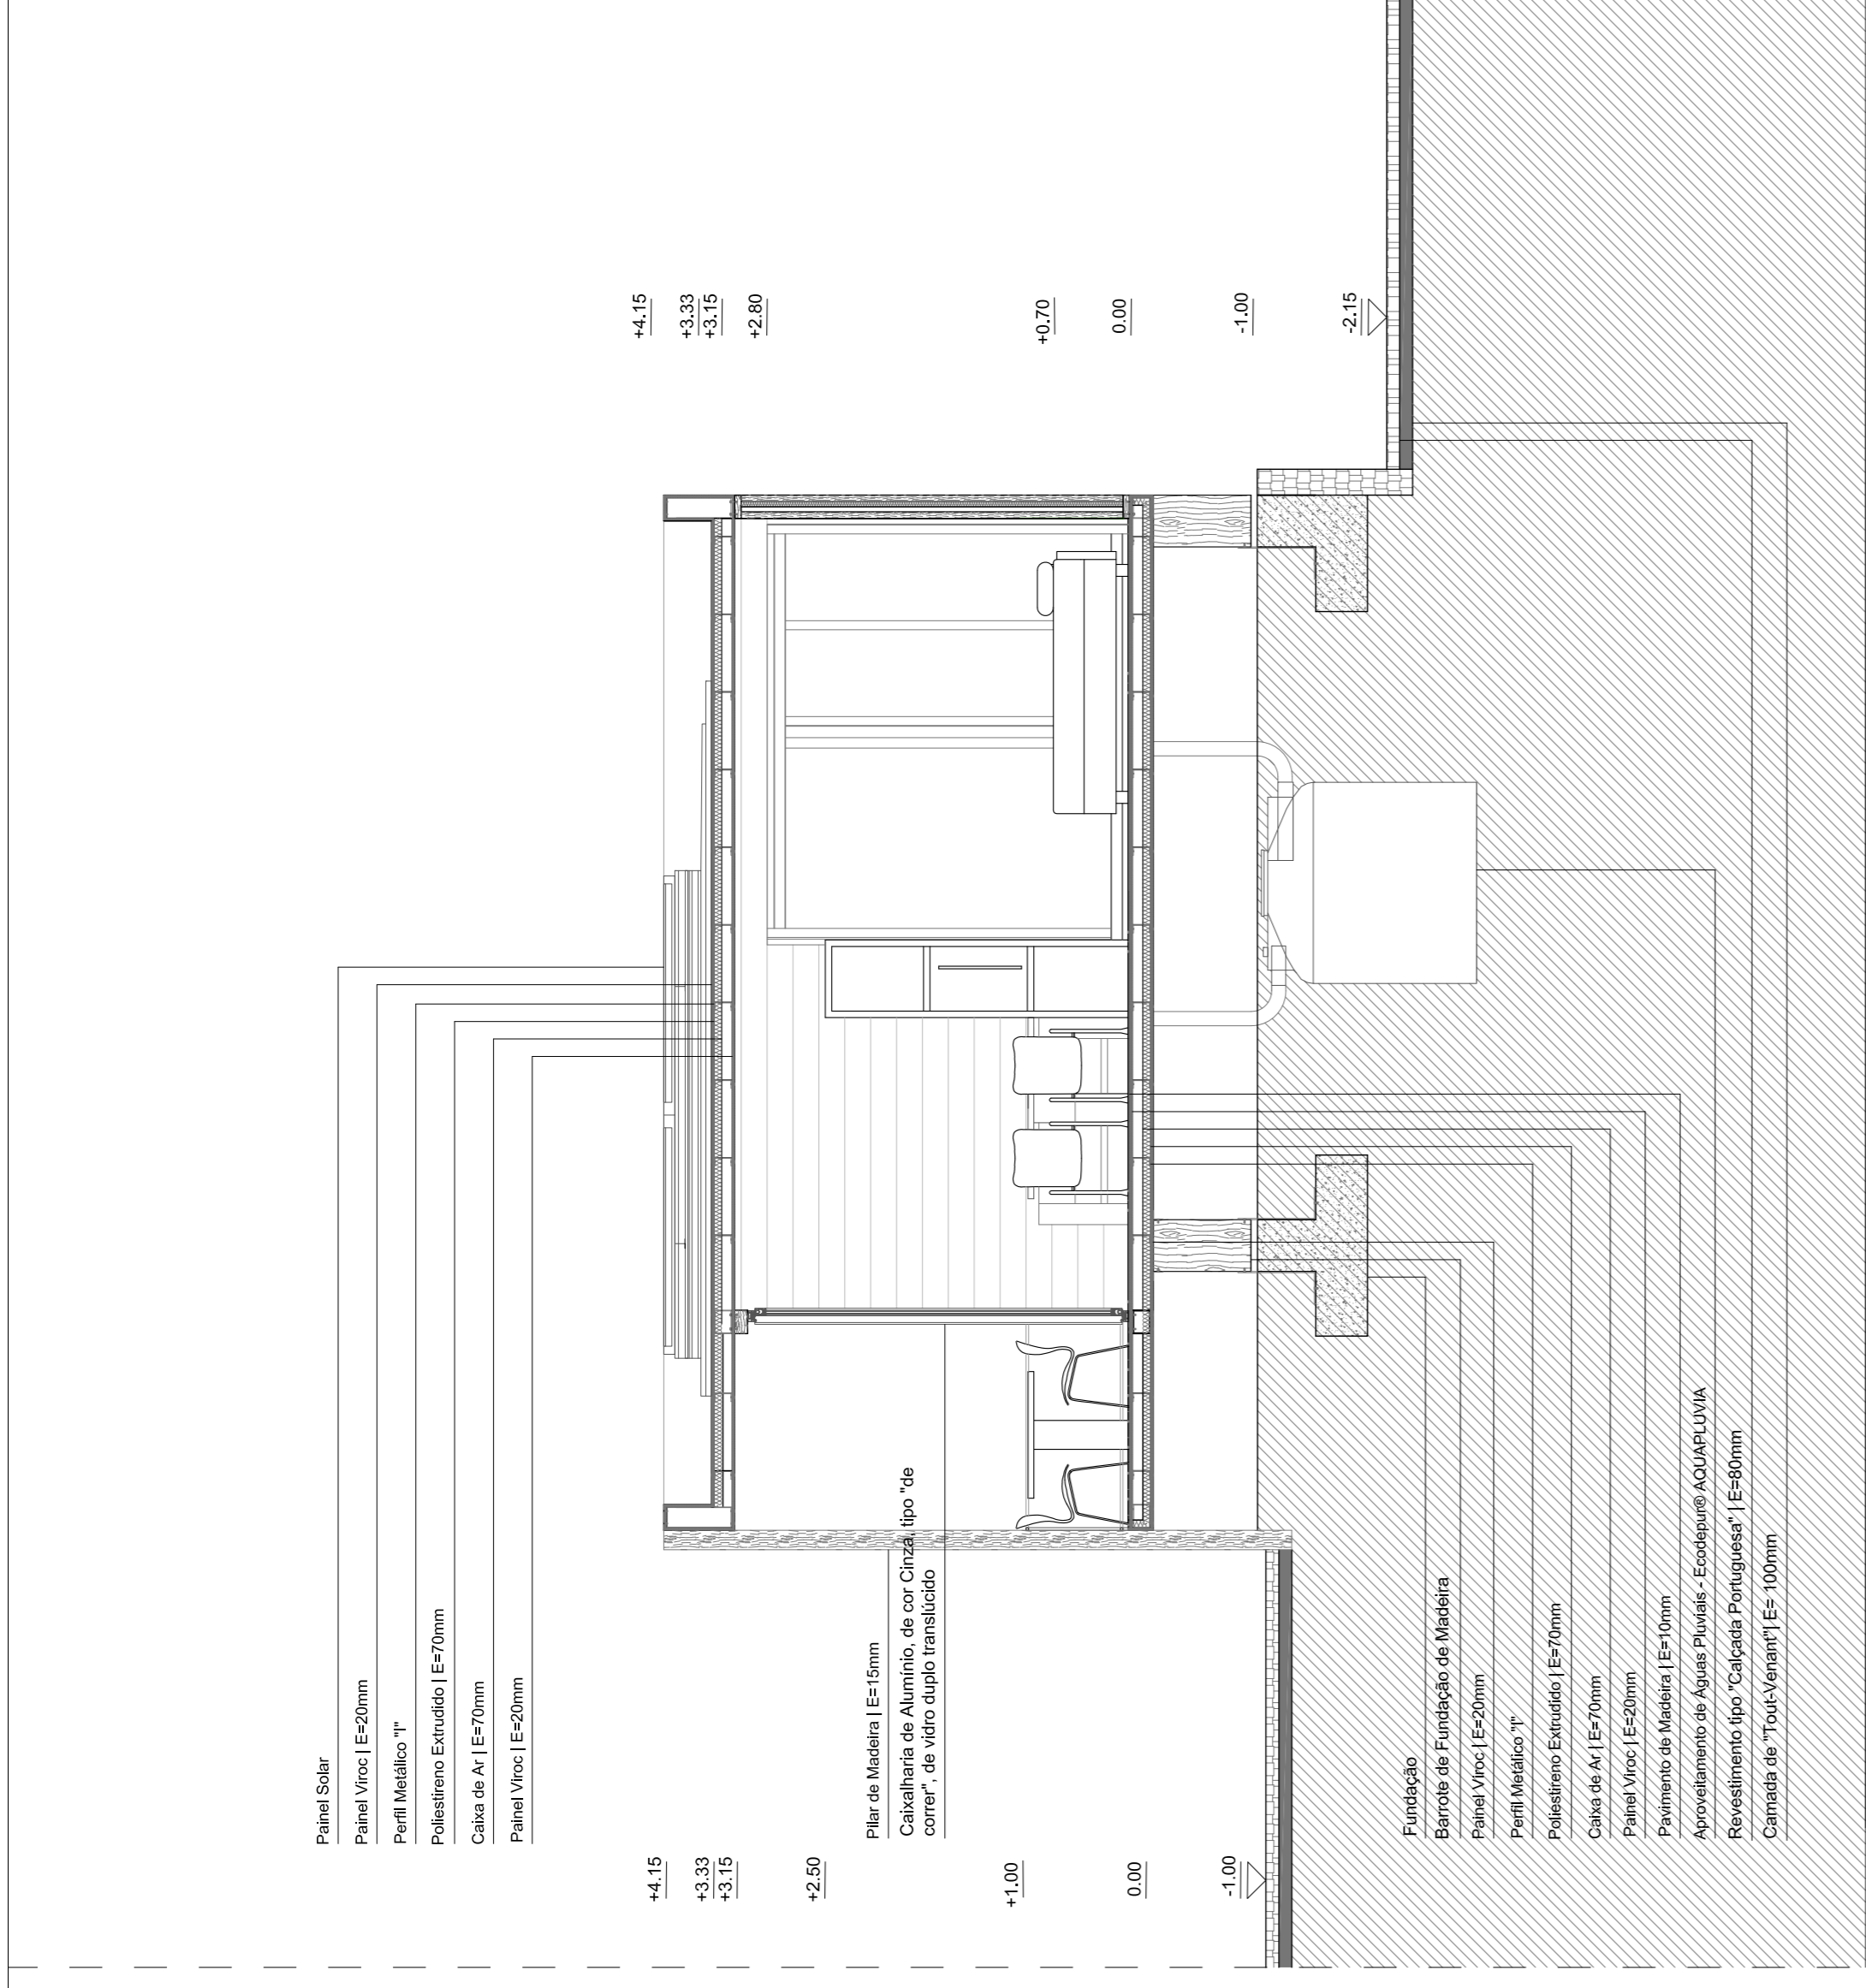 Painel Solar
Painel Viroc | E=20mm
Perfil Metálico "I"
Poliestireno Extrudido | E=70mm
Caixa de Ar | E=70mm
Painel Viroc | E=20mm
Pilar de Madeira | E=15mm
Caixalharia de Alumínio, de cor Cinza, tipo "de
correr", de vidro duplo translúcido
Fundação
Barrote de Fundação de Madeira
Painel Viroc | E=20mm
Perfil Metálico "I"
Poliestireno Extrudido | E=70mm
Caixa de Ar | E=70mm
Painel Viroc | E=20mm
Pavimento de Madeira | E=10mm
Aproveitamento de Águas Pluviais - Ecodepur® AQUAPLUVIA
Revestimento tipo "Calçada Portuguesa" | E=80mm
Camada de "Tout-Venant"| E= 100mm
+4.15
+3.33
+3.15
+2.50
+1.00
0.00
-1.00
+4.15
+3.33
+3.15
+2.80
+0.70
0.00
-1.00
-2.15